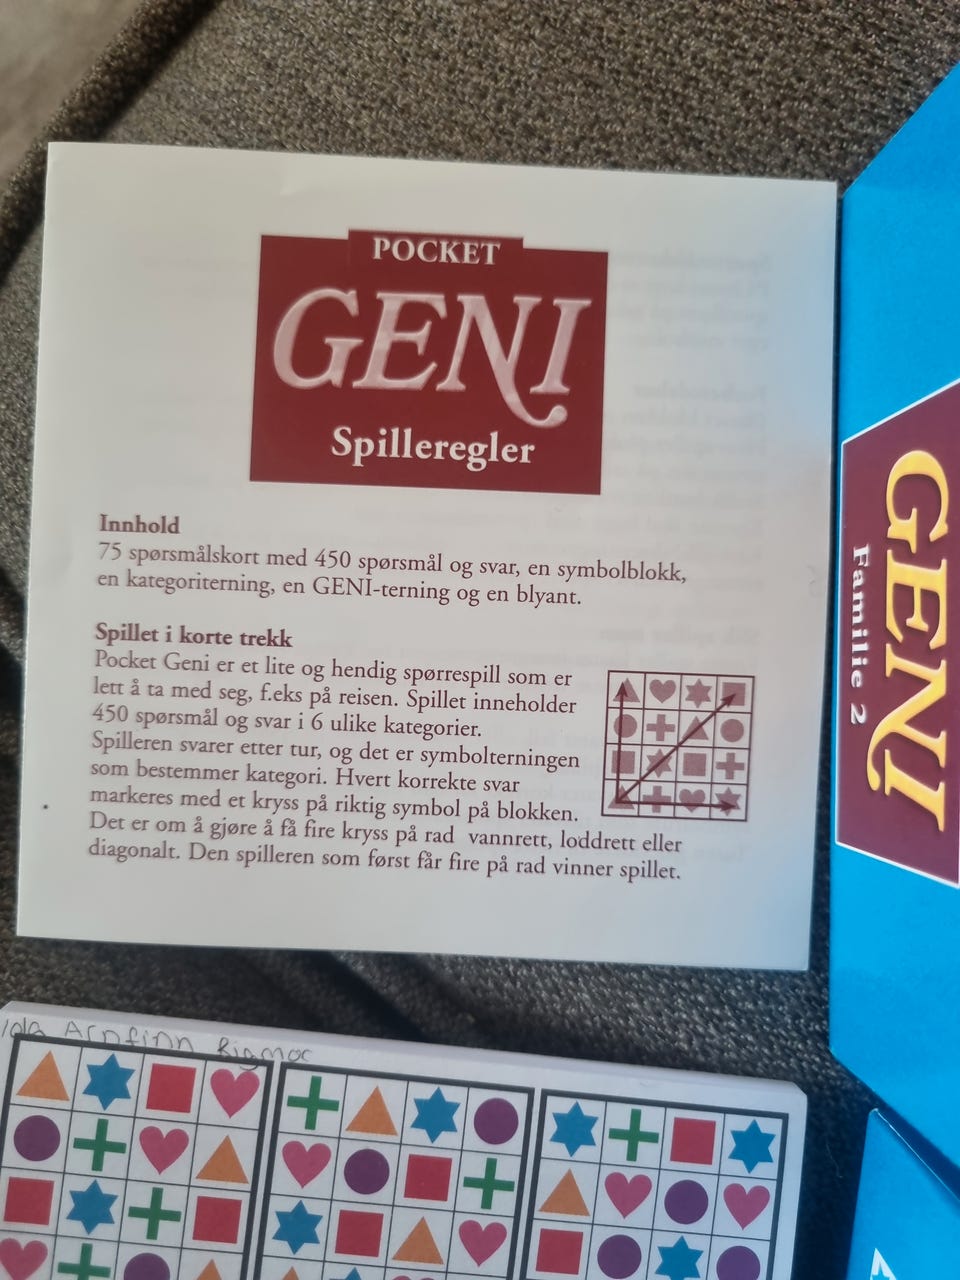 POCKET
GENI
Spilleregler
Innhold
75 spørsmålskort med 450 spørsmål og svar, en symbolblokk,
en kategoriterning, en GENI-terning og en blyant.
Spillet i korte trekk
Pocket Geni er et lite og hendig spørrespill som er
lett å ta med seg, f.eks på reisen. Spillet inneholder
450 spørsmål og svar i 6 ulike kategorier.
Spilleren svarer etter tur, og det er symbolterningen
som bestemmer kategori. Hvert korrekte svar
markeres med et kryss på riktig symbol på blokken.
Det er om å gjøre å få fire kryss på rad vannrett, loddrett eller
diagonalt. Den spilleren som først får fire på rad vinner spillet.
GENI
Familie 2
Arnfinn Rigmor